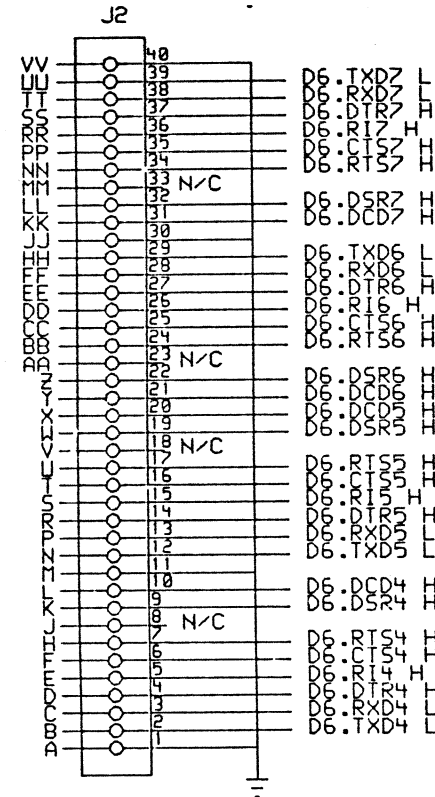 J2
VV 40
UU 39 D6.TXD7 L
TT 38 D6.RXD7 L
SS 37 D6.DTR7 H
RR 36 D6.RI7 H
PP 35 D6.CTS7 H
NN 34 D6.RTS7 H
MM 33 N/C
LL 32 D6.DSR7 H
KK 31 D6.DCD7 H
JJ 30
HH 29 D6.TXD6 L
FF 28 D6.RXD6 L
EE 27 D6.DTR6 H
DD 26 D6.RI6 H
CC 25 D6.CTS6 H
BB 24 D6.RTS6 H
AA 23 N/C
Z 22 D6.DSR6 H
Y 21 D6.DCD6 H
X 20 D6.DCD5 H
W 19 D6.DSR5 H
V 18 N/C
U 17 D6.RTS5 H
T 16 D6.CTS5 H
S 15 D6.RI5 H
R 14 D6.DTR5 H
P 13 D6.RXD5 L
N 12 D6.TXD5 L
M 11
L 10 D6.DCD4 H
K 9 D6.DSR4 H
J 8 N/C
H 7 D6.RTS4 H
F 6 D6.CTS4 H
E 5 D6.RI4 H
D 4 D6.DTR4 H
C 3 D6.RXD4 L
B 2 D6.TXD4 L
A 1